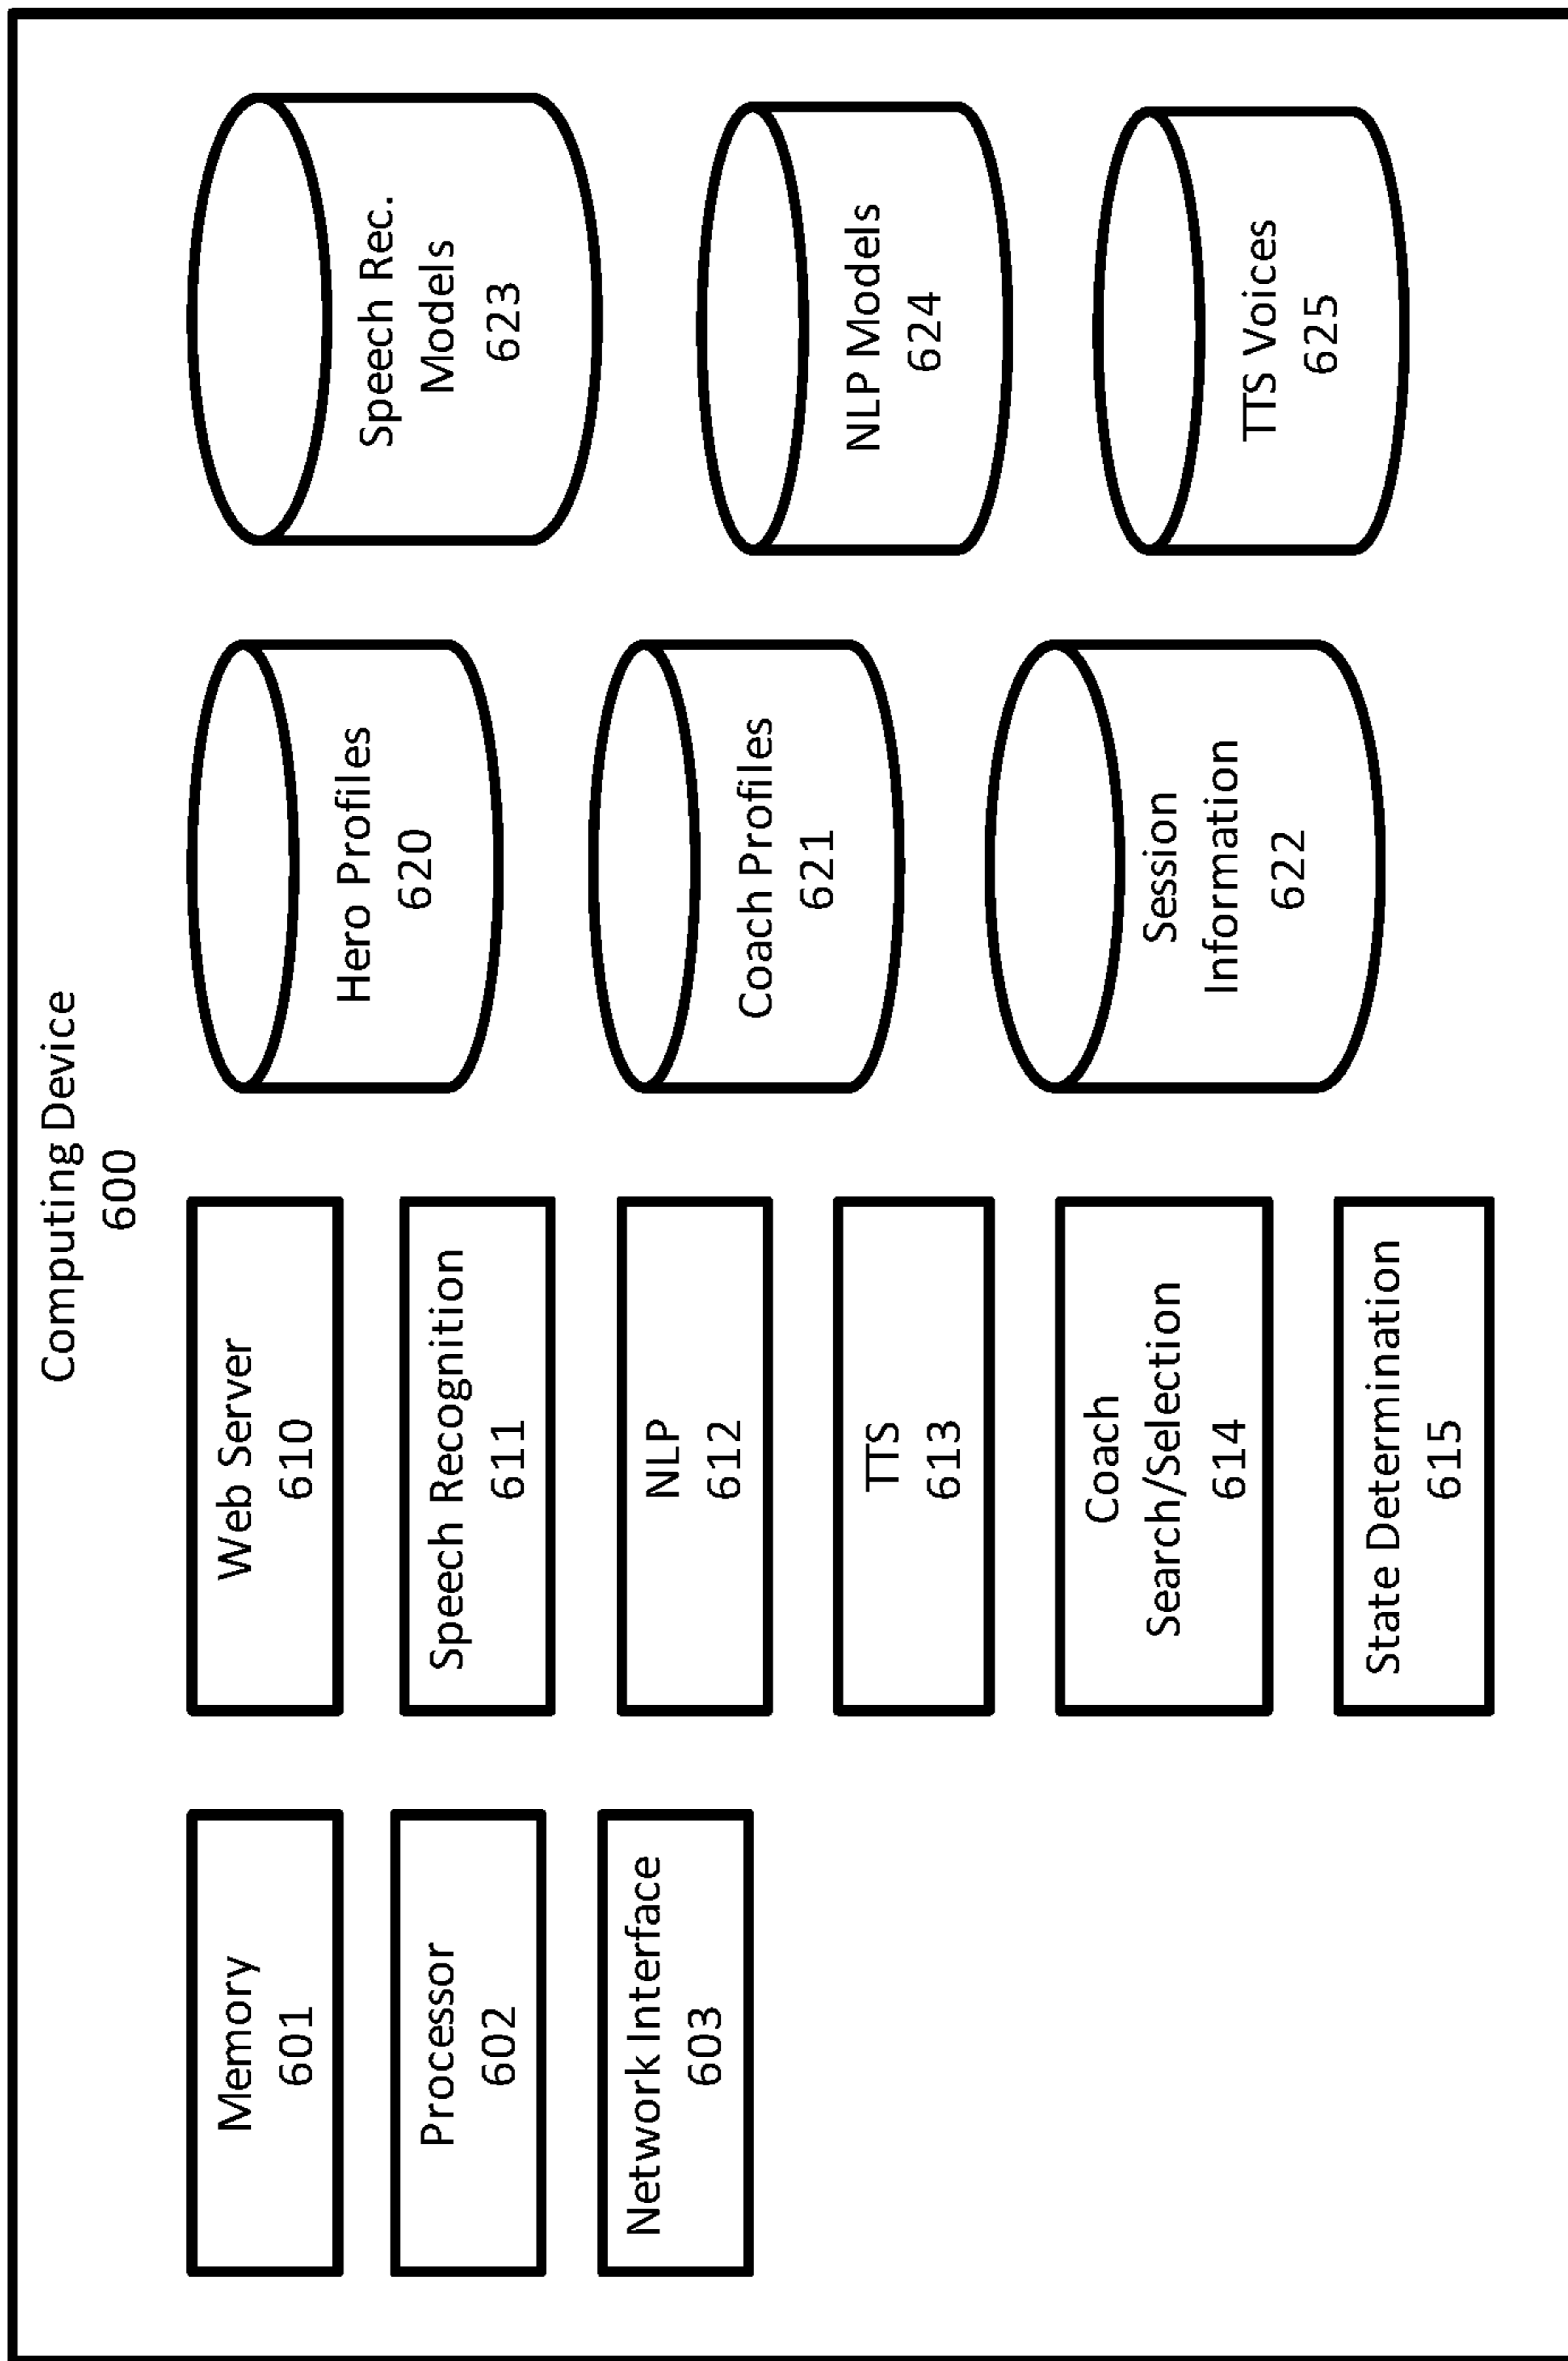 Computing Device
600
Memory
601
Processor
602
Network Interface
603
Web Server
610
Speech Recognition
611
NLP
612
TTS
613
Coach
Search/Selection
614
State Determination
615
Hero Profiles
620
Coach Profiles
621
Session
Information
622
Speech Rec.
Models
623
NLP Models
624
TTS Voices
625